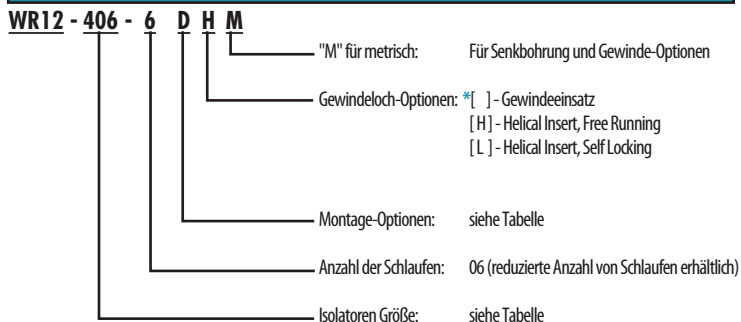 WR12 - 406 - 6 D H M
"M" für metrisch: Für Senkbohrung und Gewinde-Optionen
Gewindeloch-Optionen: *[ ] - Gewindeeinsatz
[ H ] - Helical Insert, Free Running
[ L ] - Helical Insert, Self Locking
Montage-Optionen: siehe Tabelle
Anzahl der Schlaufen: 06 (reduzierte Anzahl von Schlaufen erhältlich)
Isolatoren Größe: siehe Tabelle